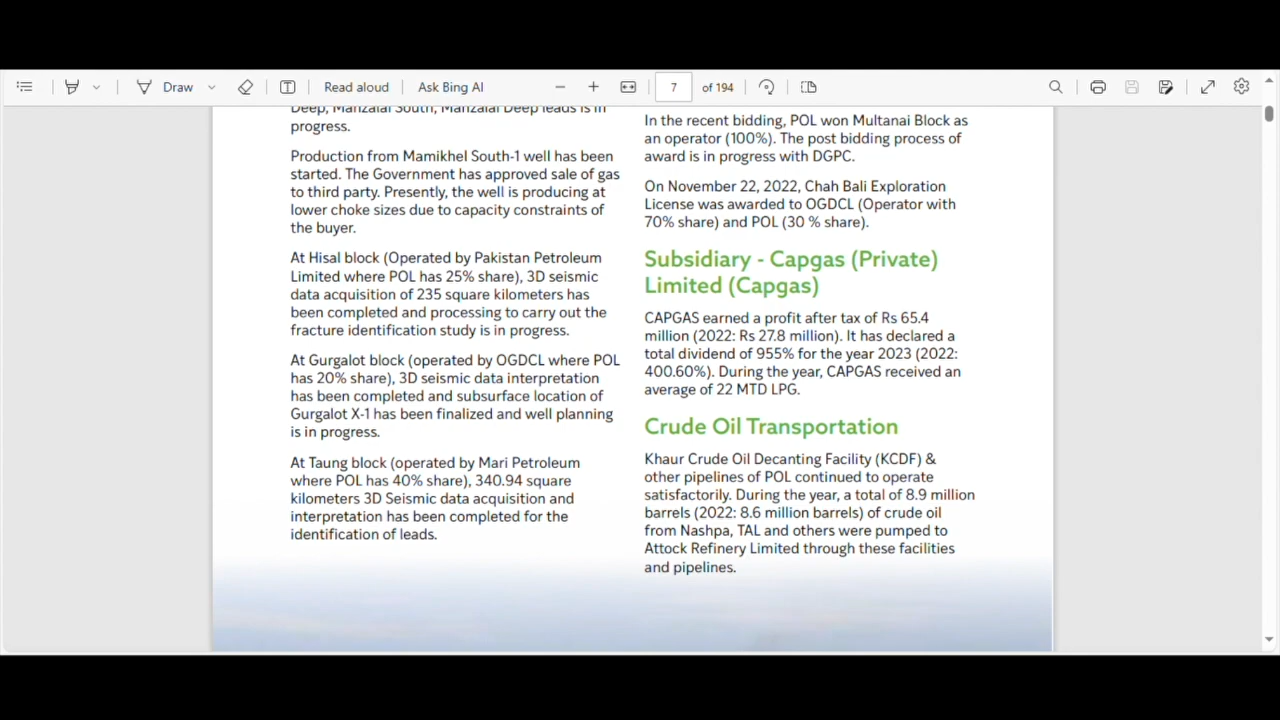 Draw
T
Read aloud
Ask Bing AI
7
of 194
Deep, Manzalai South, Manzalai Deep leads is in
progress.
Production from Mamikhel South-1 well has been
started. The Government has approved sale of gas
to third party. Presently, the well is producing at
lower choke sizes due to capacity constraints of
the buyer.
At Hisal block (Operated by Pakistan Petroleum
Limited where POL has 25% share), 3D seismic
data acquisition of 235 square kilometers has
been completed and processing to carry out the
fracture identification study is in progress.
At Gurgalot block (operated by OGDCL where POL
has 20% share), 3D seismic data interpretation
has been completed and subsurface location of
Gurgalot X-1 has been finalized and well planning
is in progress.
At Taung block (operated by Mari Petroleum
where POL has 40% share), 340.94 square
kilometers 3D Seismic data acquisition and
interpretation has been completed for the
identification of leads.
In the recent bidding, POL won Multanai Block as
an operator (100%). The post bidding process of
award is in progress with DGPC.
On November 22, 2022, Chah Bali Exploration
License was awarded to OGDCL (Operator with
70% share) and POL (30 % share).
Subsidiary - Capgas (Private)
Limited (Capgas)
CAPGAS earned a profit after tax of Rs 65.4
million (2022: Rs 27.8 million). It has declared a
total dividend of 955% for the year 2023 (2022:
400.60%). During the year, CAPGAS received an
average of 22 MTD LPG.
Crude Oil Transportation
Khaur Crude Oil Decanting Facility (KCDF) &
other pipelines of POL continued to operate
satisfactorily. During the year, a total of 8.9 million
barrels (2022: 8.6 million barrels) of crude oil
from Nashpa, TAL and others were pumped to
Attock Refinery Limited through these facilities
and pipelines.